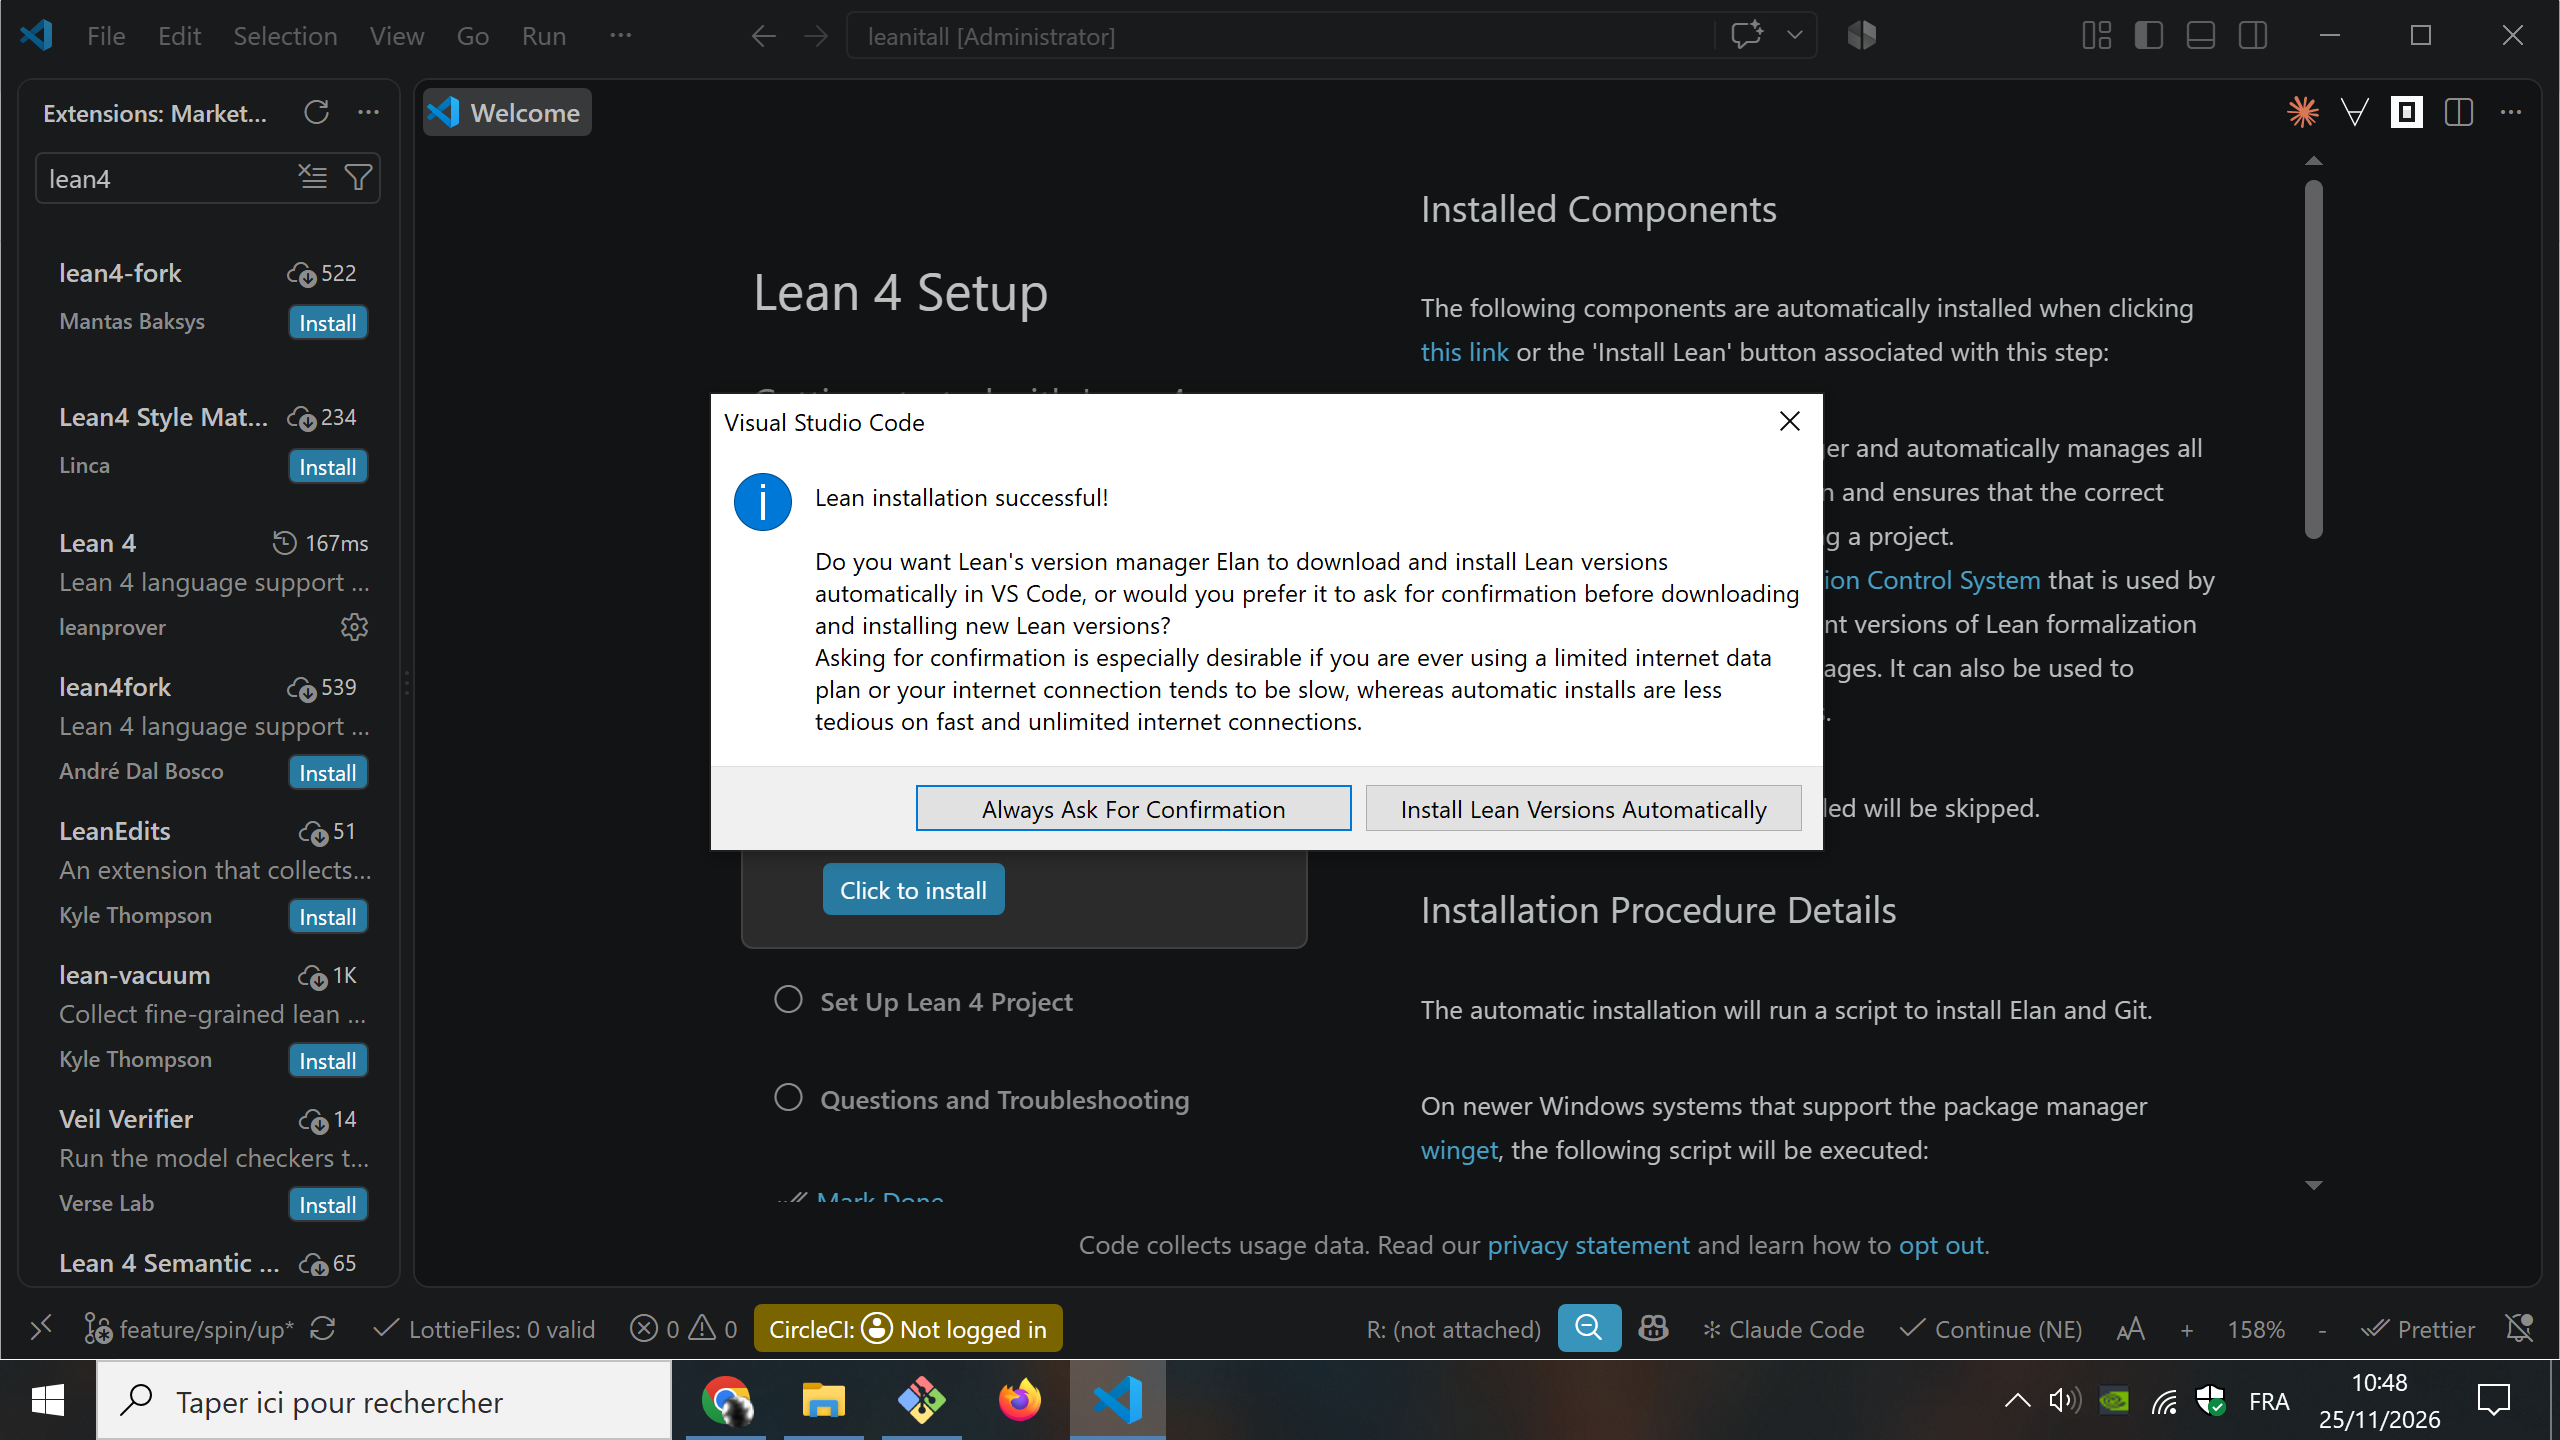 File Edit Selection View Go Run ···
leanitall [Administrator]
Extensions: Market...
lean4
lean4-fork 522
Mantas Baksys Install
Lean4 Style Mat... 234
Linca Install
Lean 4 167ms
Lean 4 language support ...
leanprover
lean4fork 539
Lean 4 language support ...
André Dal Bosco Install
LeanEdits 51
An extension that collects...
Kyle Thompson Install
lean-vacuum 1K
Collect fine-grained lean ...
Kyle Thompson Install
Veil Verifier 14
Run the model checkers t...
Verse Lab Install
Lean 4 Semantic ... 65
Welcome
Lean 4 Setup
Click to install
Set Up Lean 4 Project
Questions and Troubleshooting
Mark Done
Installed Components
The following components are automatically installed when clicking
this link or the 'Install Lean' button associated with this step:
er and automatically manages all
n and ensures that the correct
g a project.
ion Control System that is used by
nt versions of Lean formalization
ages. It can also be used to
s.
led will be skipped.
Installation Procedure Details
The automatic installation will run a script to install Elan and Git.
On newer Windows systems that support the package manager
winget, the following script will be executed:
Code collects usage data. Read our privacy statement and learn how to opt out.
Visual Studio Code
Lean installation successful!
Do you want Lean's version manager Elan to download and install Lean versions
automatically in VS Code, or would you prefer it to ask for confirmation before downloading
and installing new Lean versions?
Asking for confirmation is especially desirable if you are ever using a limited internet data
plan or your internet connection tends to be slow, whereas automatic installs are less
tedious on fast and unlimited internet connections.
Always Ask For Confirmation Install Lean Versions Automatically
feature/spin/up* LottieFiles: 0 valid 0 0 CircleCI: Not logged in R: (not attached) Claude Code Continue (NE) AA + 158% - Prettier
Taper ici pour rechercher
FRA
10:48
25/11/2026